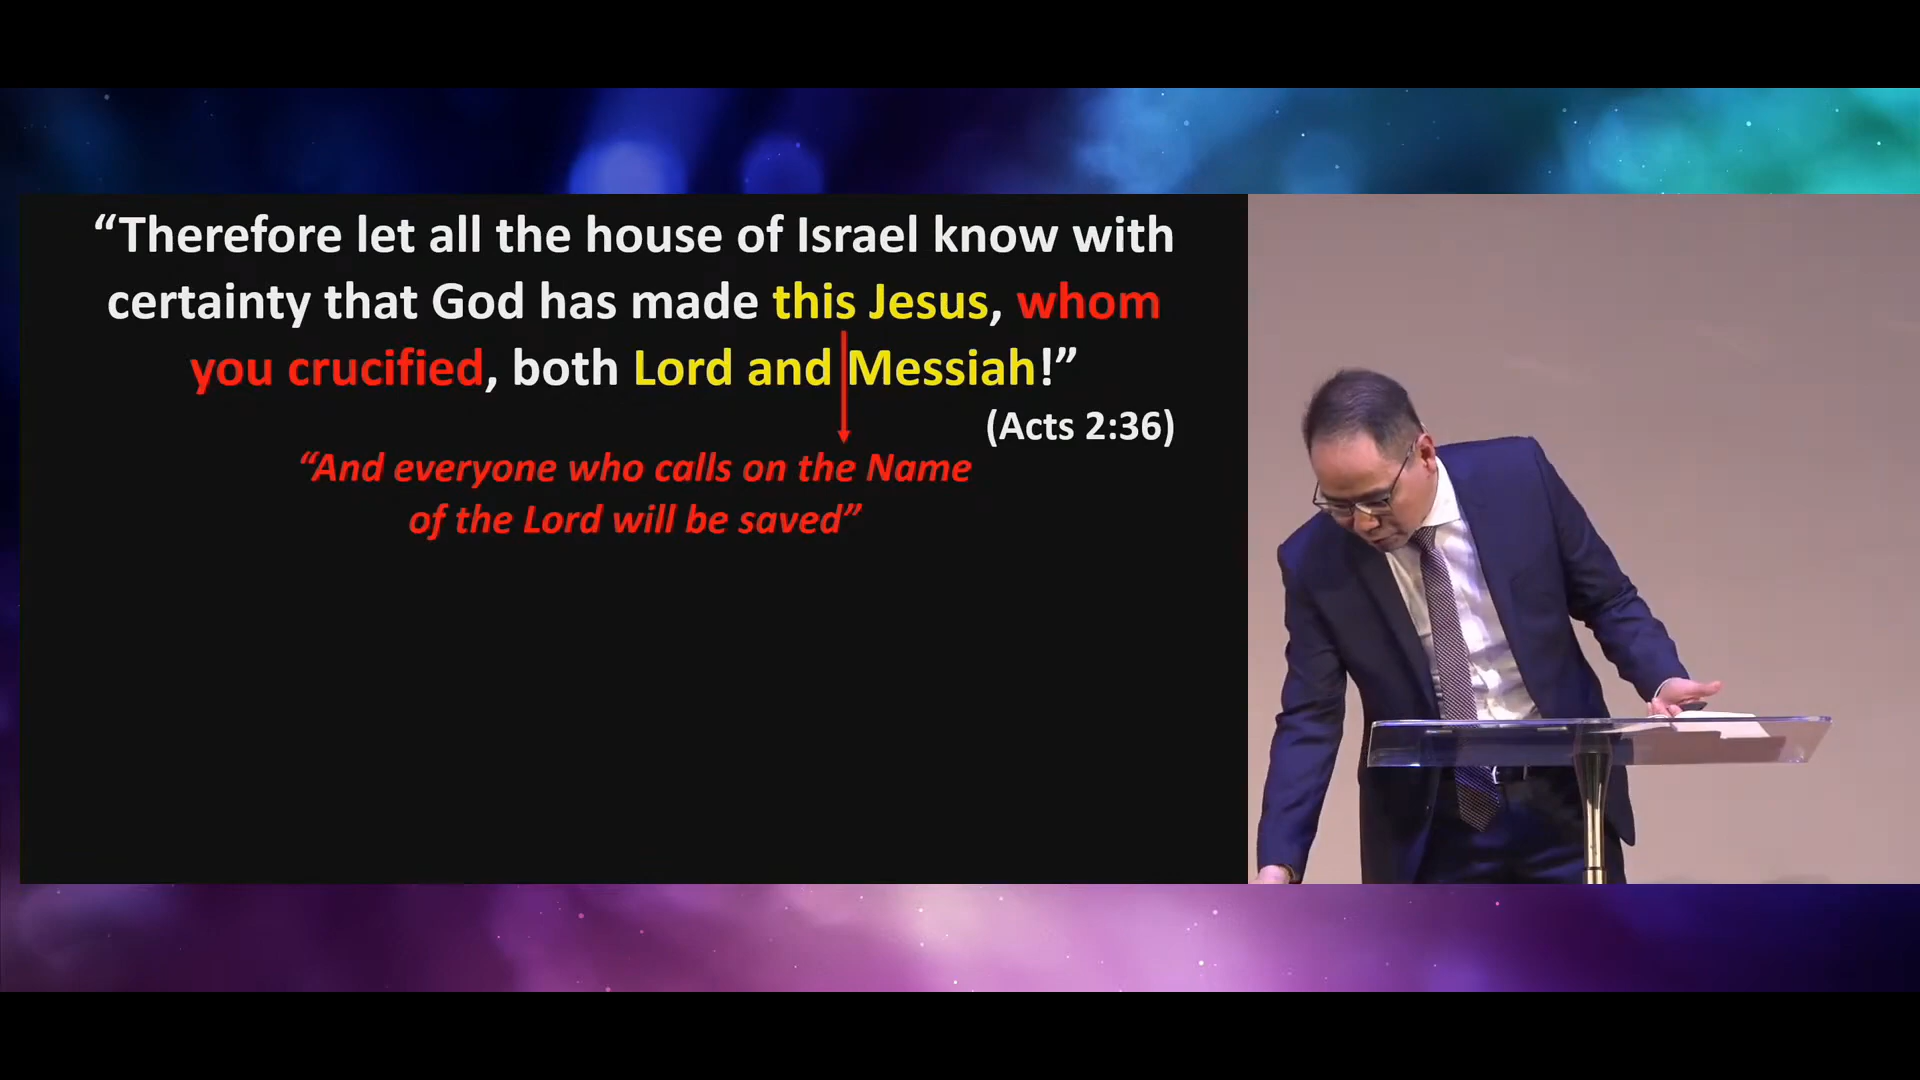 “Therefore let all the house of Israel know with
certainty that God has made this Jesus, whom
you crucified, both Lord and Messiah!”
(Acts 2:36)
“And everyone who calls on the Name
of the Lord will be saved”